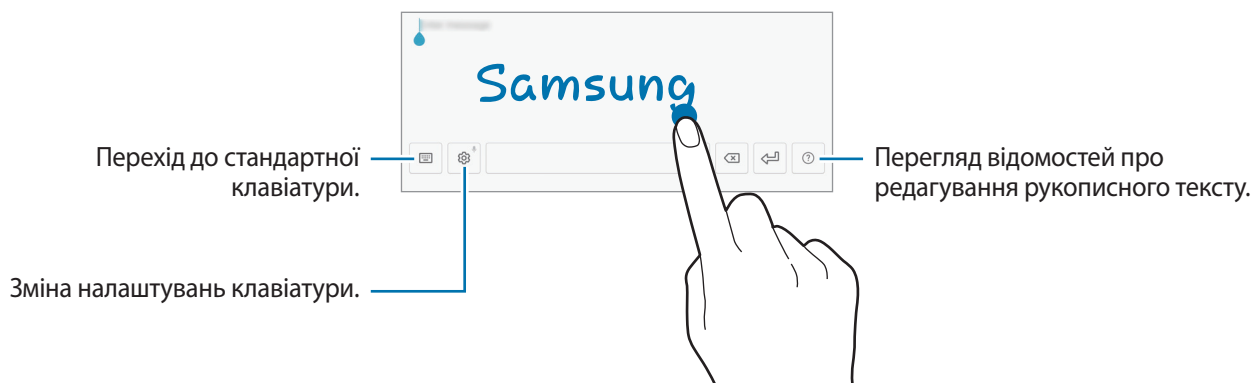 Samsung
Перехід до стандартної
клавіатури.
Перегляд відомостей про
редагування рукописного тексту.
Зміна налаштувань клавіатури.